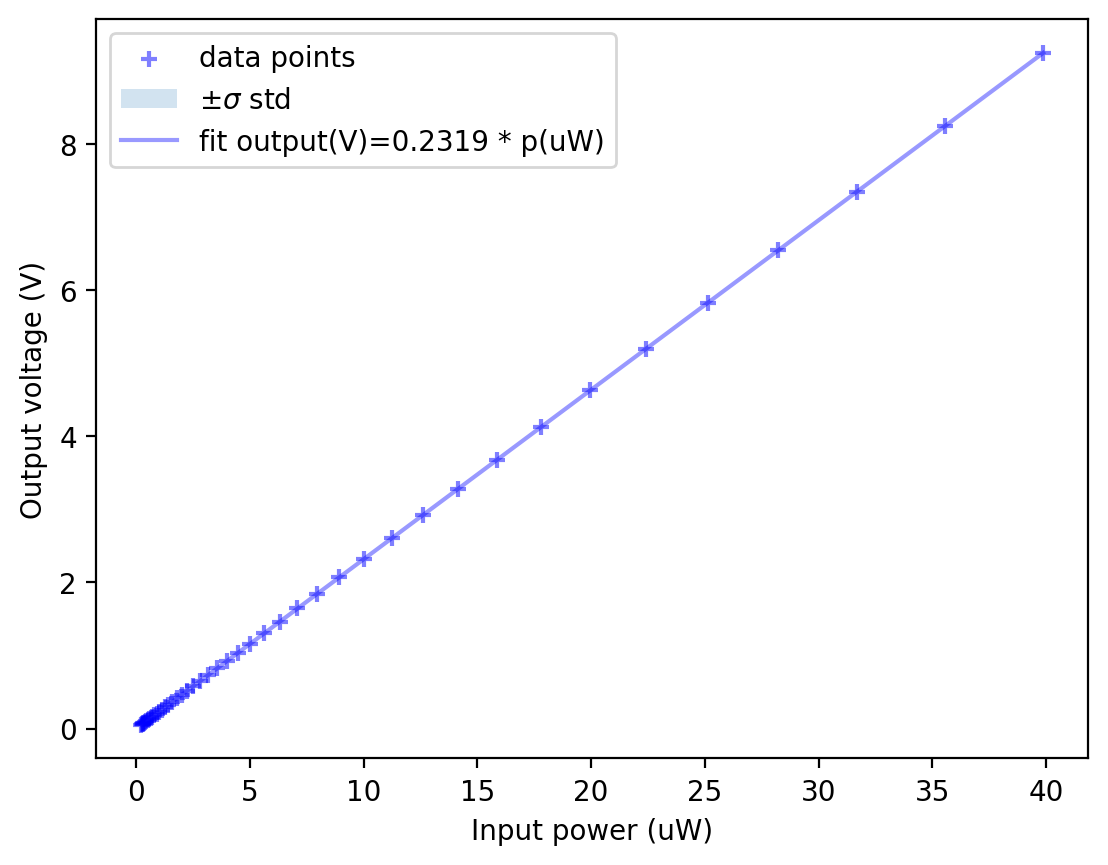 data points
±σ std
fit output(V)=0.2319 * p(uW)
8
6
4
2
0
Output voltage (V)
0 5 10 15 20 25 30 35 40
Input power (uW)